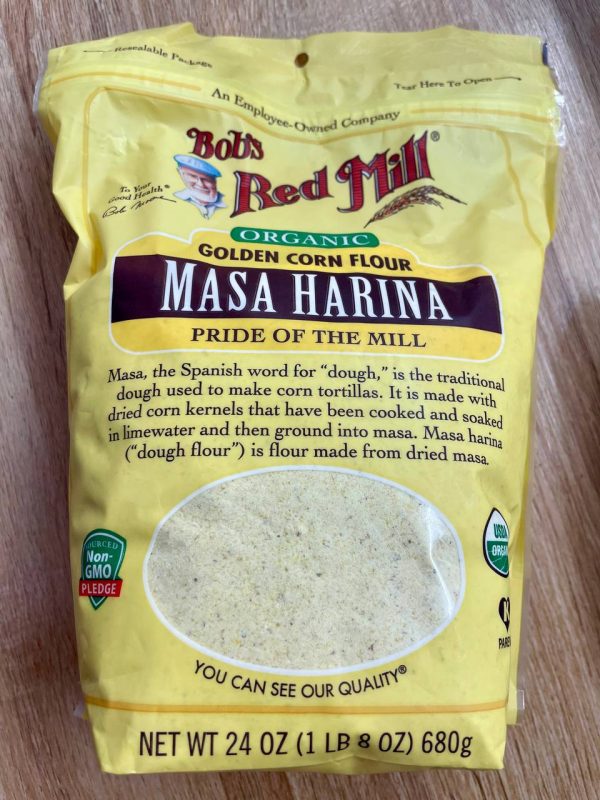 Resealable Package
Tear Here To Open
An Employee-Owned Company
Bob's
Red Mill®
To Your
Good Health®
Bob Moore
ORGANIC
GOLDEN CORN FLOUR
MASA HARINA
PRIDE OF THE MILL
Masa, the Spanish word for “dough,” is the traditional
dough used to make corn tortillas. It is made with
dried corn kernels that have been cooked and soaked
in limewater and then ground into masa. Masa harina
(“dough flour”) is flour made from dried masa.
SOURCED
Non-
GMO
PLEDGE
USDA
K
YOU CAN SEE OUR QUALITY®
NET WT 24 OZ (1 LB 8 OZ) 680g